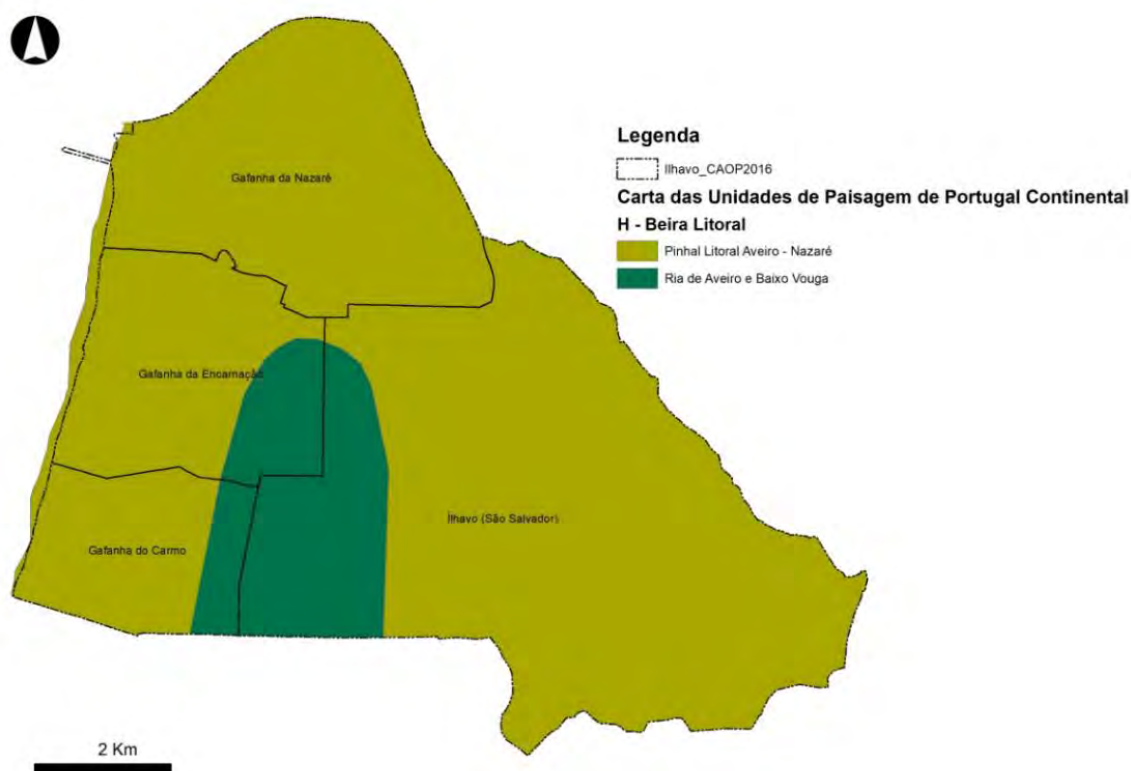 Gafanha da Nazaré
Gafanha da Encarnação
Gafanha do Carmo
Ílhavo (São Salvador)
2 Km
Legenda
Ilhavo_CAOP2016
Carta das Unidades de Paisagem de Portugal Continental
H - Beira Litoral
Pinhal Litoral Aveiro - Nazaré
Ria de Aveiro e Baixo Vouga